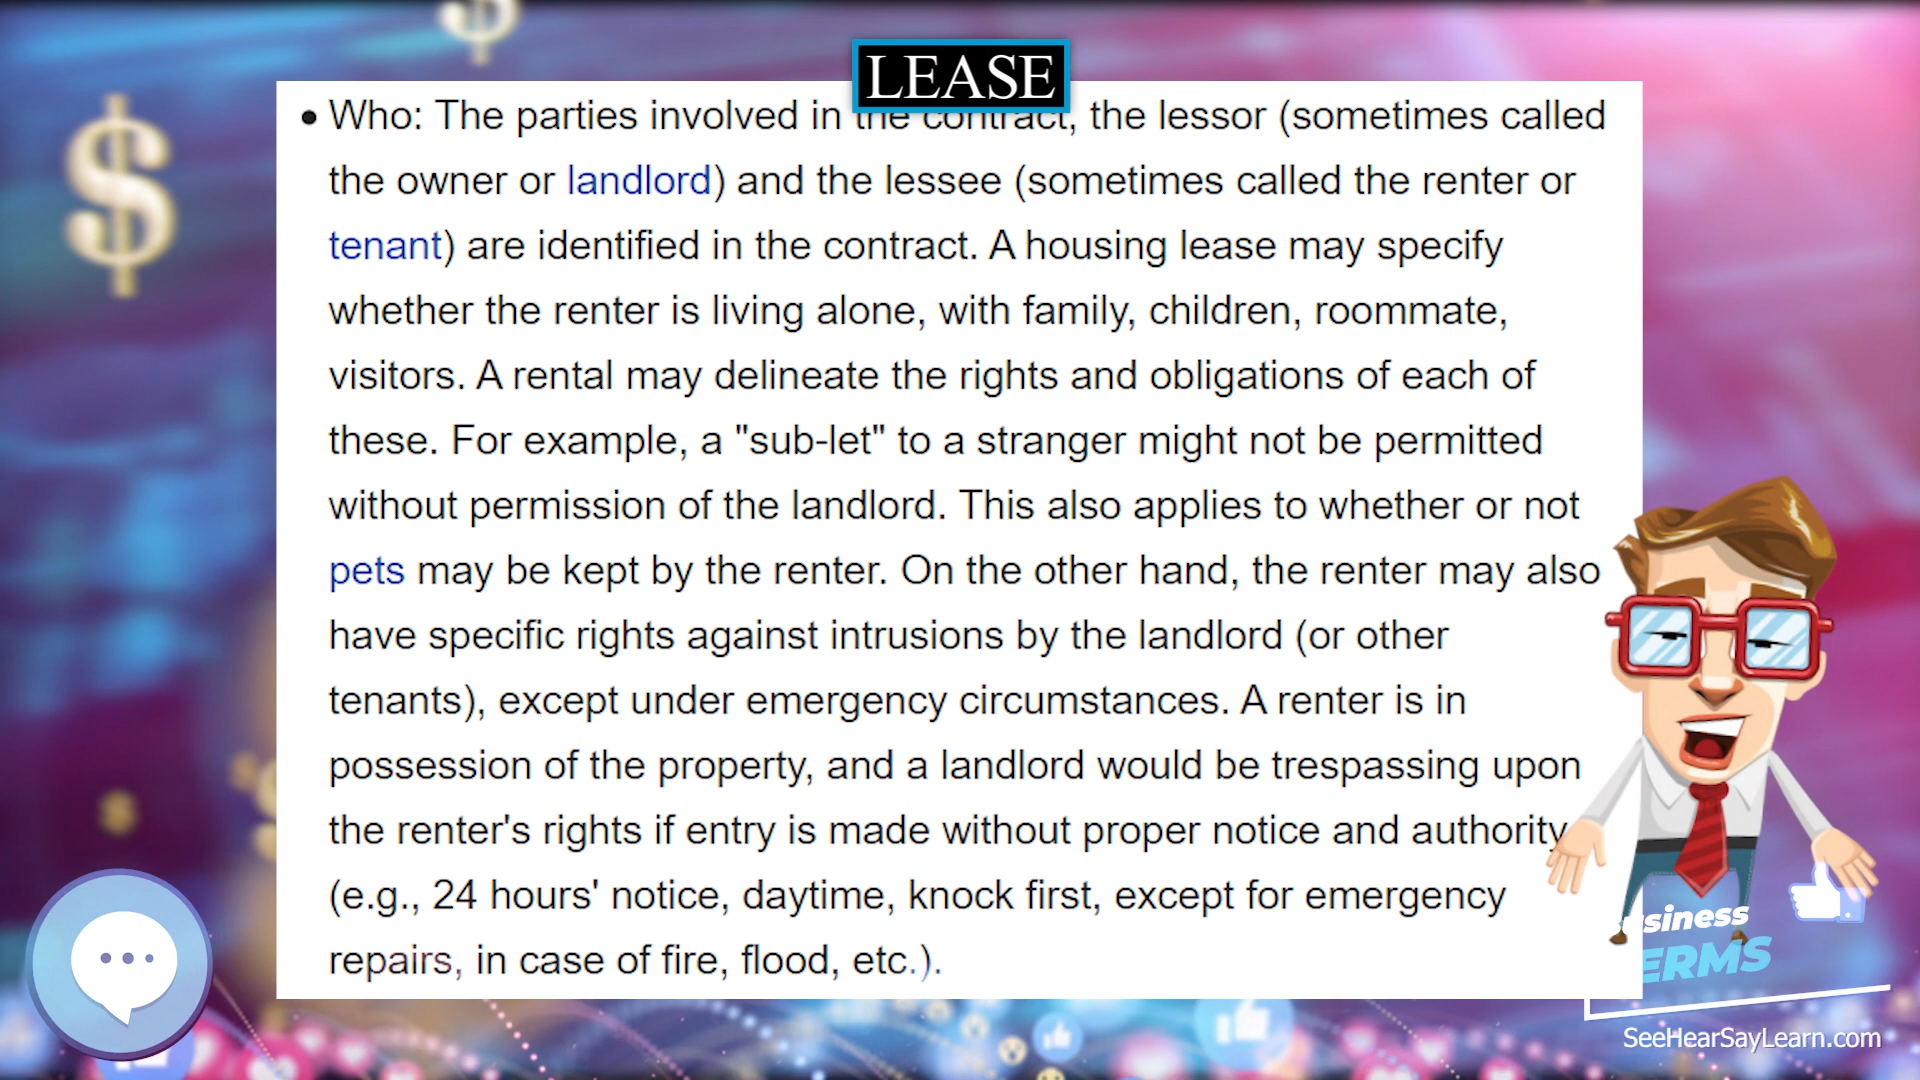 LEASE
• Who: The parties involved in the contract, the lessor (sometimes called
the owner or landlord) and the lessee (sometimes called the renter or
tenant) are identified in the contract. A housing lease may specify
whether the renter is living alone, with family, children, roommate,
visitors. A rental may delineate the rights and obligations of each of
these. For example, a "sub-let" to a stranger might not be permitted
without permission of the landlord. This also applies to whether or not
pets may be kept by the renter. On the other hand, the renter may also
have specific rights against intrusions by the landlord (or other
tenants), except under emergency circumstances. A renter is in
possession of the property, and a landlord would be trespassing upon
the renter's rights if entry is made without proper notice and authority
(e.g., 24 hours' notice, daytime, knock first, except for emergency
repairs, in case of fire, flood, etc.).
siness
ERMS
SeeHearSayLearn.com